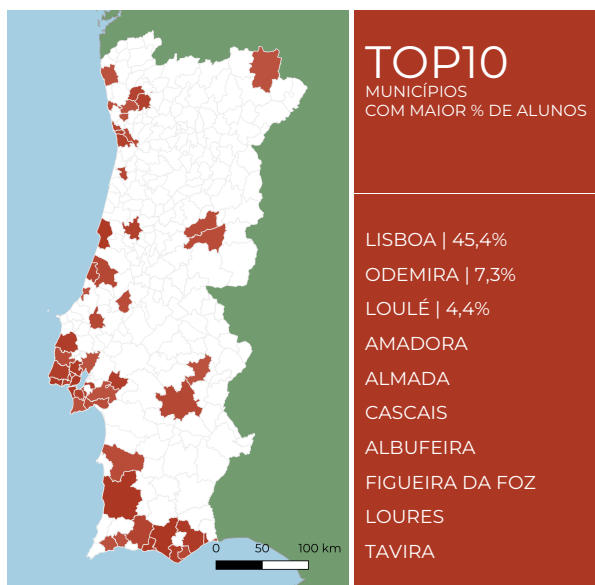 TOP10
MUNICÍPIOS
COM MAIOR % DE ALUNOS
LISBOA | 45,4%
ODEMIRA | 7,3%
LOULÉ | 4,4%
AMADORA
ALMADA
CASCAIS
ALBUFEIRA
FIGUEIRA DA FOZ
LOURES
TAVIRA
0 50 100 km